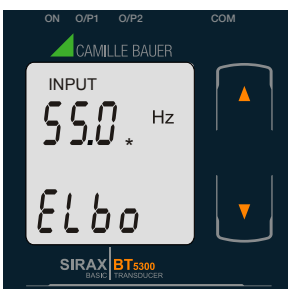 ON O/P1 O/P2 COM
CAMILLE BAUER
INPUT
55.0 * Hz
ELbo
SIRAX BT5300
BASIC TRANSDUCER